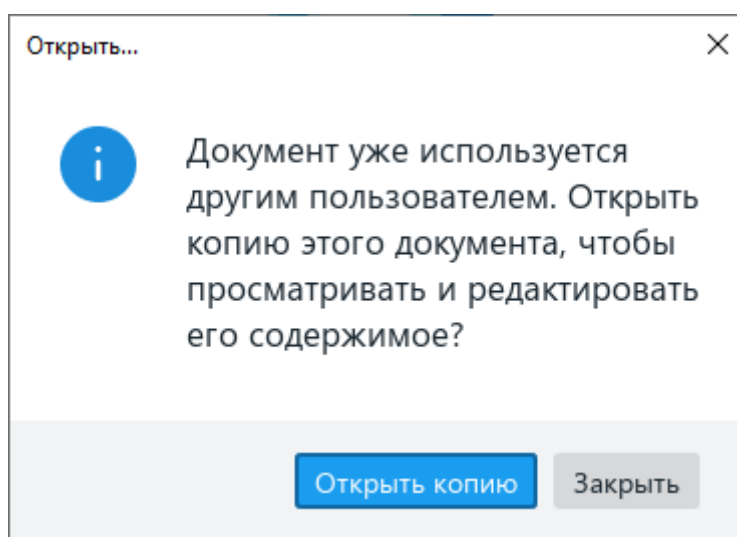 Открыть...
Документ уже используется
другим пользователем. Открыть
копию этого документа, чтобы
просматривать и редактировать
его содержимое?
Открыть копию
Закрыть